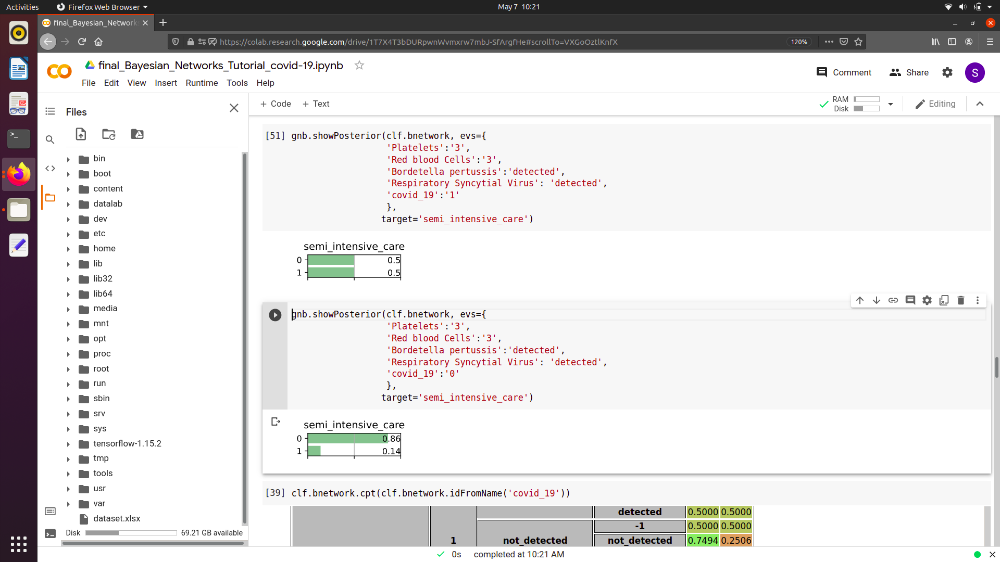 Activities
Firefox Web Browser
May 7 10:21
final_Bayesian_Network
https://colab.research.google.com/drive/1T7X4T3bDURpwnWvmxrw7mbJ-SfArgfHe#scrollTo=VXGoOztlKnfX
120%
final_Bayesian_Networks_Tutorial_covid-19.ipynb
File Edit View Insert Runtime Tools Help
Comment
Share
S
Files
+ Code + Text
RAM
Disk
Editing
bin
boot
content
datalab
dev
etc
home
lib
lib32
lib64
media
mnt
opt
proc
root
run
sbin
srv
sys
tensorflow-1.15.2
tmp
tools
usr
var
dataset.xlsx
Disk
69.21 GB available
[51] gnb.showPosterior(clf.bnetwork, evs={
'Platelets':'3',
'Red blood Cells':'3',
'Bordetella pertussis':'detected',
'Respiratory Syncytial Virus': 'detected',
'covid_19':'1'
},
target='semi_intensive_care')
semi_intensive_care
0 0.5
1 0.5
gnb.showPosterior(clf.bnetwork, evs={
'Platelets':'3',
'Red blood Cells':'3',
'Bordetella pertussis':'detected',
'Respiratory Syncytial Virus': 'detected',
'covid_19':'0'
},
target='semi_intensive_care')
semi_intensive_care
0 0.86
1 0.14
[39] clf.bnetwork.cpt(clf.bnetwork.idFromName('covid_19'))
detected 0.5000 0.5000
-1 0.5000 0.5000
1 not_detected not_detected 0.7494 0.2506
0s completed at 10:21 AM